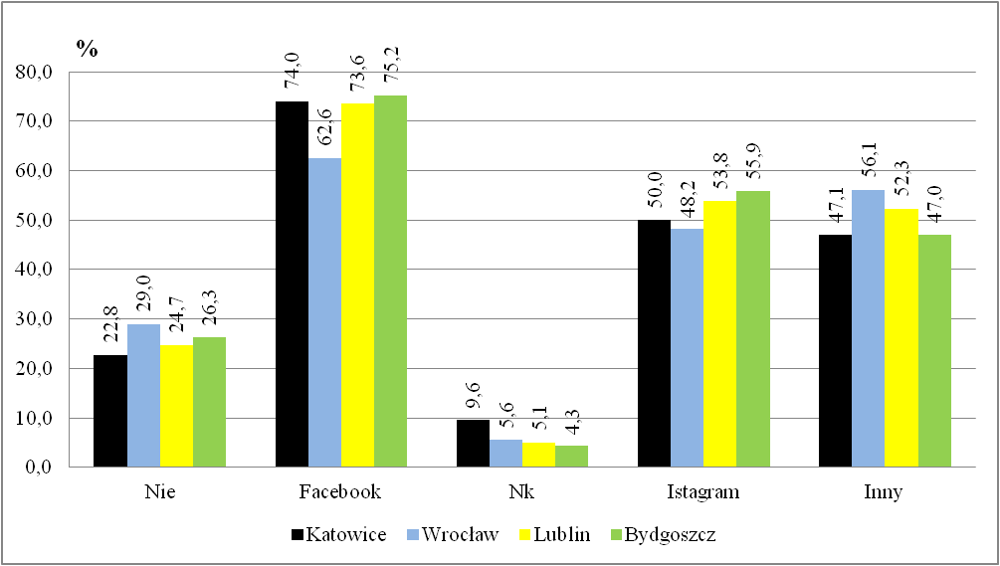 %
80,0
70,0
60,0
50,0
40,0
30,0
20,0
10,0
0,0
22,8 29,0 24,7 26,3
74,0 62,6 73,6 75,2
9,6 5,6 5,1 4,3
50,0 48,2 53,8 55,9
47,1 56,1 52,3 47,0
Nie Facebook Nk Istagram Inny
Katowice Wrocław Lublin Bydgoszcz